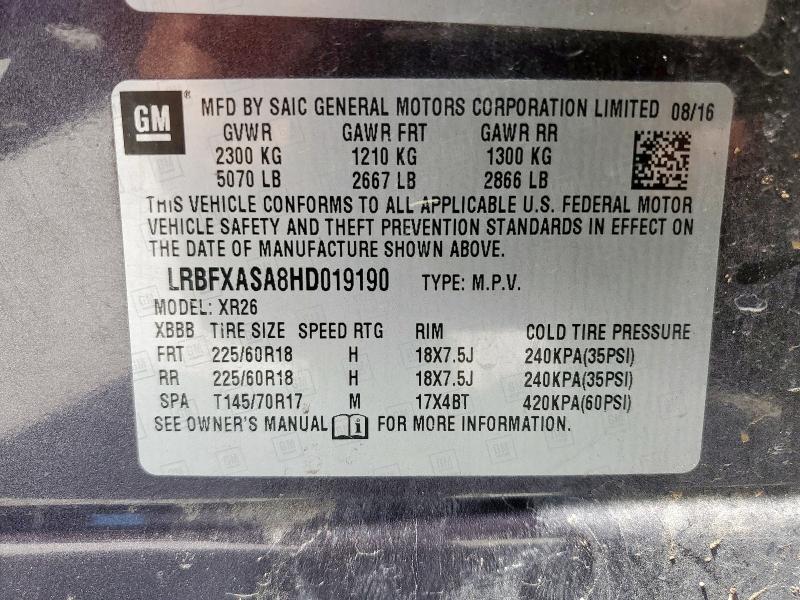 GM ® MFD BY SAIC GENERAL MOTORS CORPORATION LIMITED 08/16
GVWR GAWR FRT GAWR RR
2300 KG 1210 KG 1300 KG
5070 LB 2667 LB 2866 LB
THIS VEHICLE CONFORMS TO ALL APPLICABLE U.S. FEDERAL MOTOR
VEHICLE SAFETY AND THEFT PREVENTION STANDARDS IN EFFECT ON
THE DATE OF MANUFACTURE SHOWN ABOVE.
LRBFXASA8HD019190 TYPE: M.P.V.
MODEL: XR26
XBBB TIRE SIZE SPEED RTG RIM COLD TIRE PRESSURE
FRT 225/60R18 H 18X7.5J 240KPA(35PSI)
RR 225/60R18 H 18X7.5J 240KPA(35PSI)
SPA T145/70R17 M 17X4BT 420KPA(60PSI)
SEE OWNER'S MANUAL i FOR MORE INFORMATION.